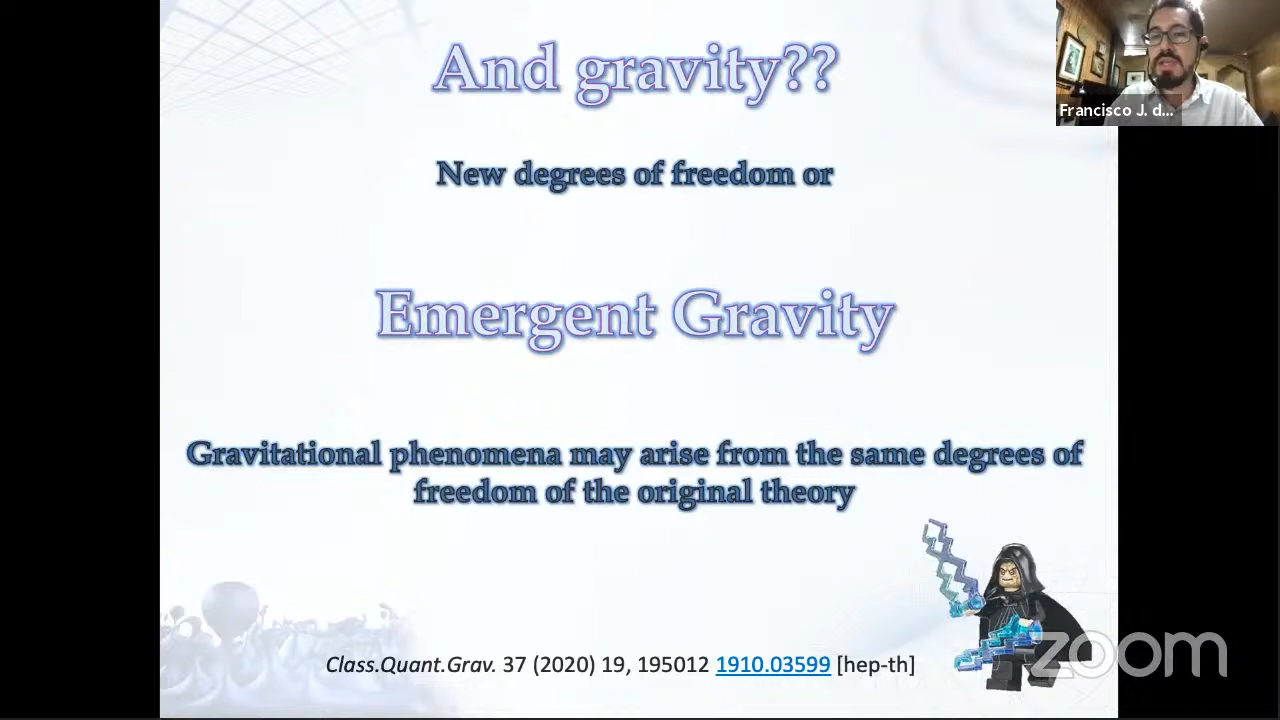 And gravity??
Francisco J. d...
New degrees of freedom or
Emergent Gravity
Gravitational phenomena may arise from the same degrees of
freedom of the original theory
Class.Quant.Grav. 37 (2020) 19, 195012 1910.03599 [hep-th]
zoom